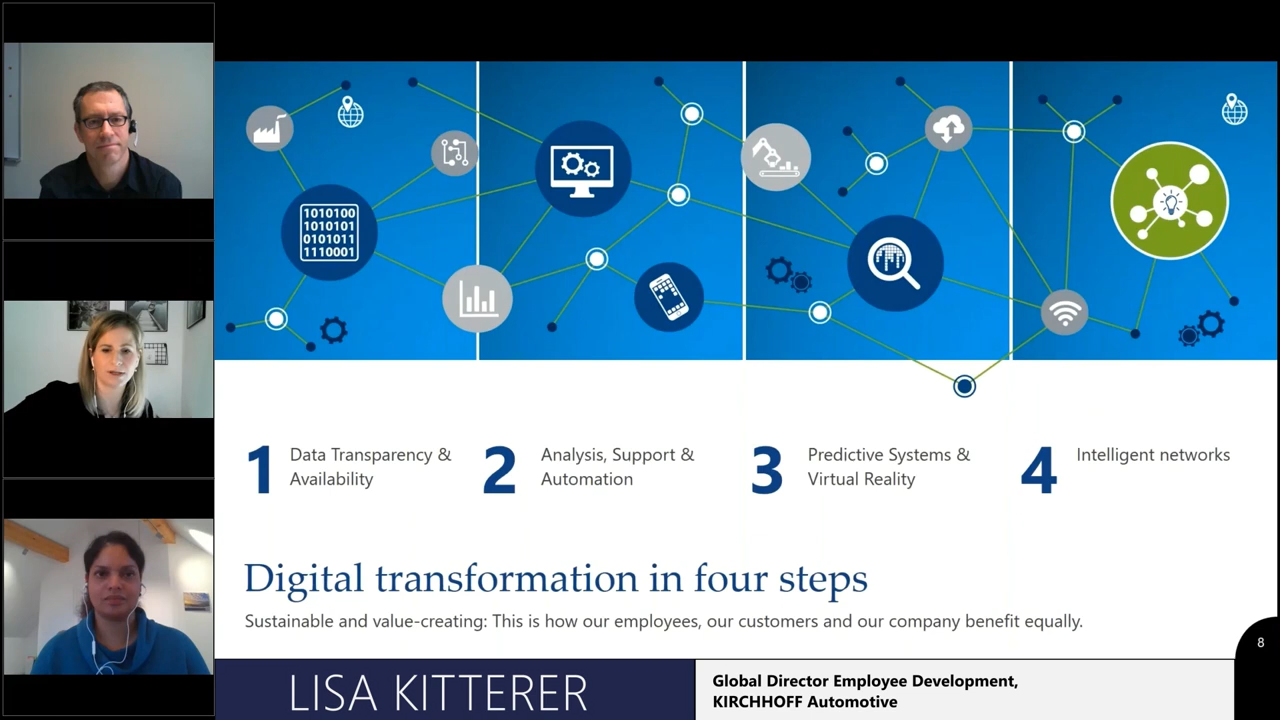 1010100
1010101
0101011
1110001
1 Data Transparency &
Availability
2 Analysis, Support &
Automation
3 Predictive Systems &
Virtual Reality
4 Intelligent networks
Digital transformation in four steps
Sustainable and value-creating: This is how our employees, our customers and our company benefit equally.
8
LISA KITTERER
Global Director Employee Development,
KIRCHHOFF Automotive